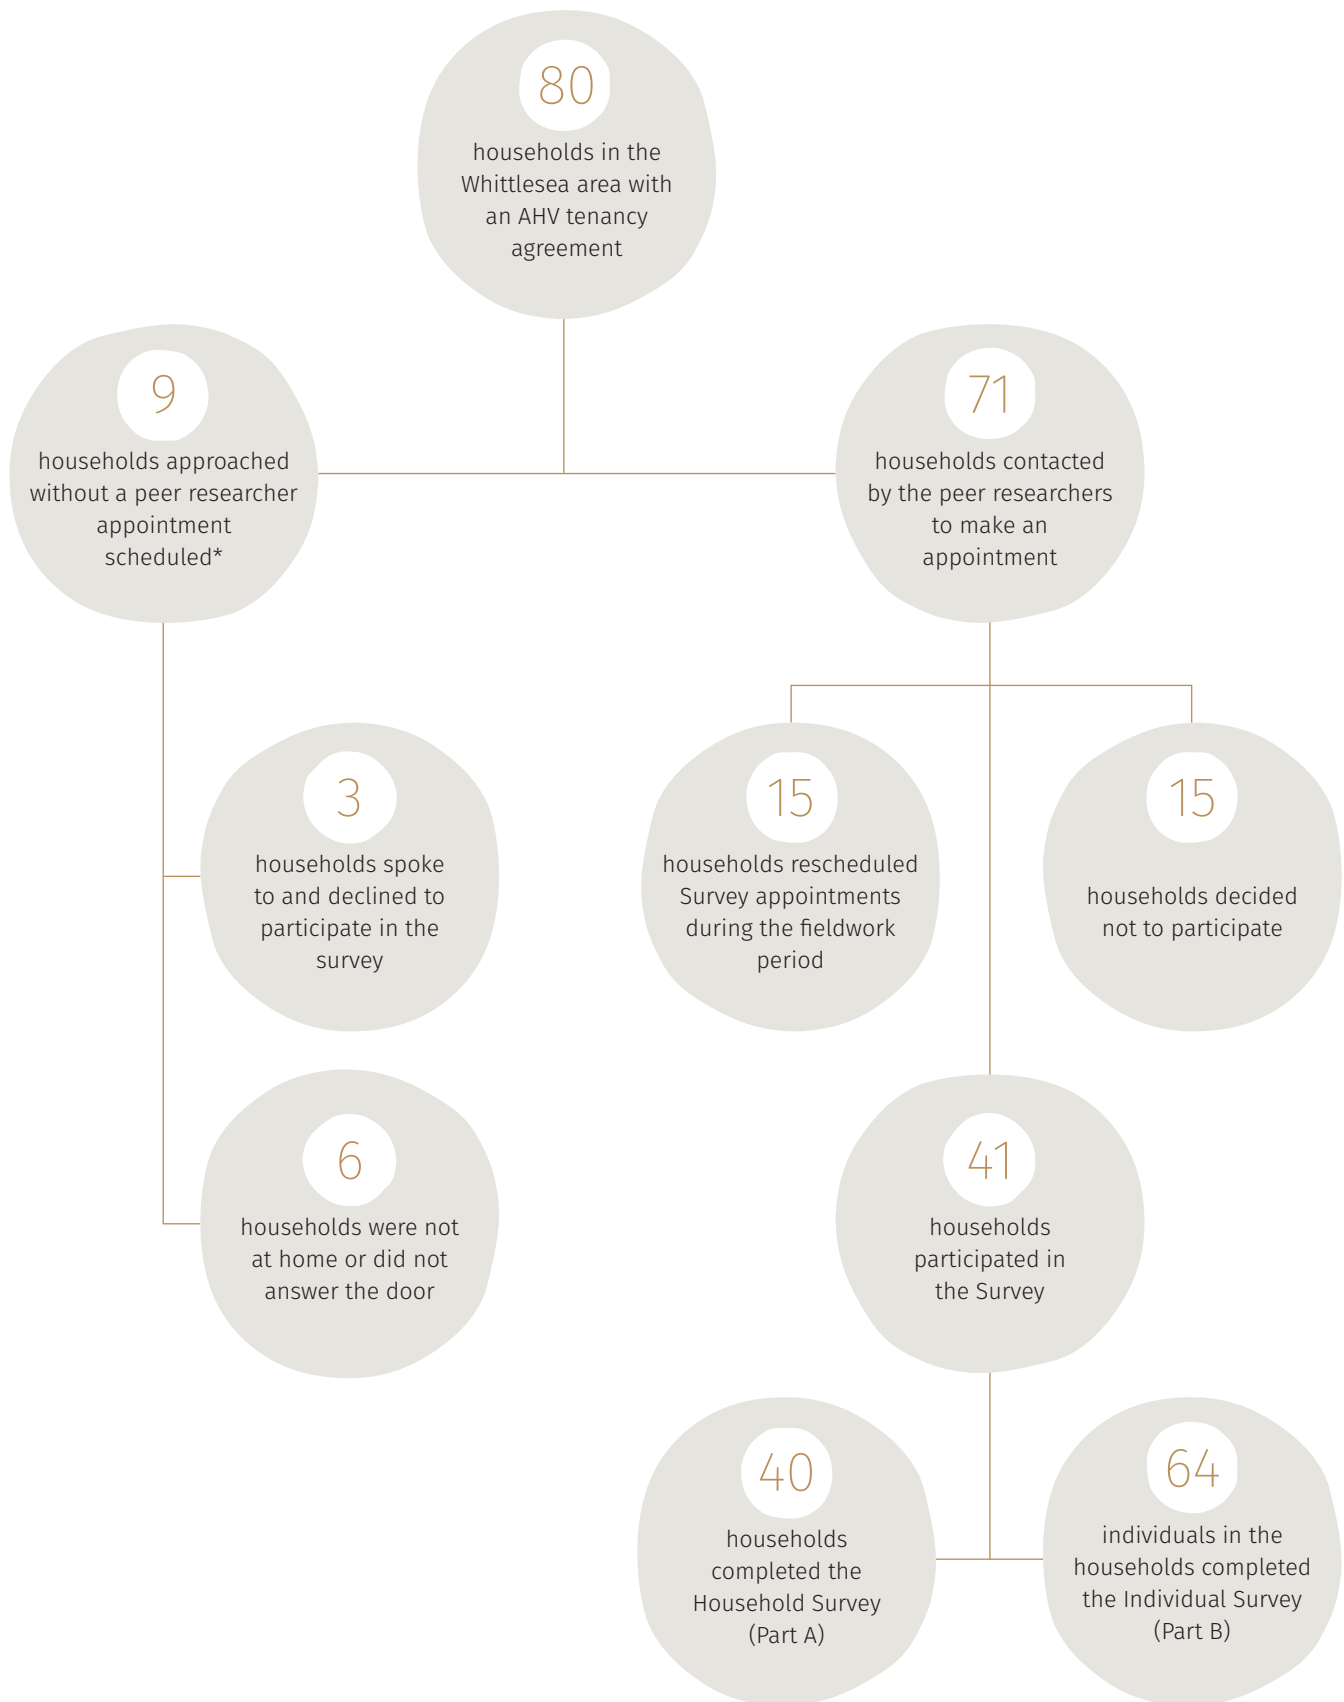 80
households in the
Whittlesea area with
an AHV tenancy
agreement
9
households approached
without a peer researcher
appointment
scheduled*
71
households contacted
by the peer researchers
to make an
appointment
3
households spoke
to and declined to
participate in the
survey
15
households rescheduled
Survey appointments
during the fieldwork
period
15
households decided
not to participate
6
households were not
at home or did not
answer the door
41
households
participated in
the Survey
40
households
completed the
Household Survey
(Part A)
64
individuals in the
households completed
the Individual Survey
(Part B)